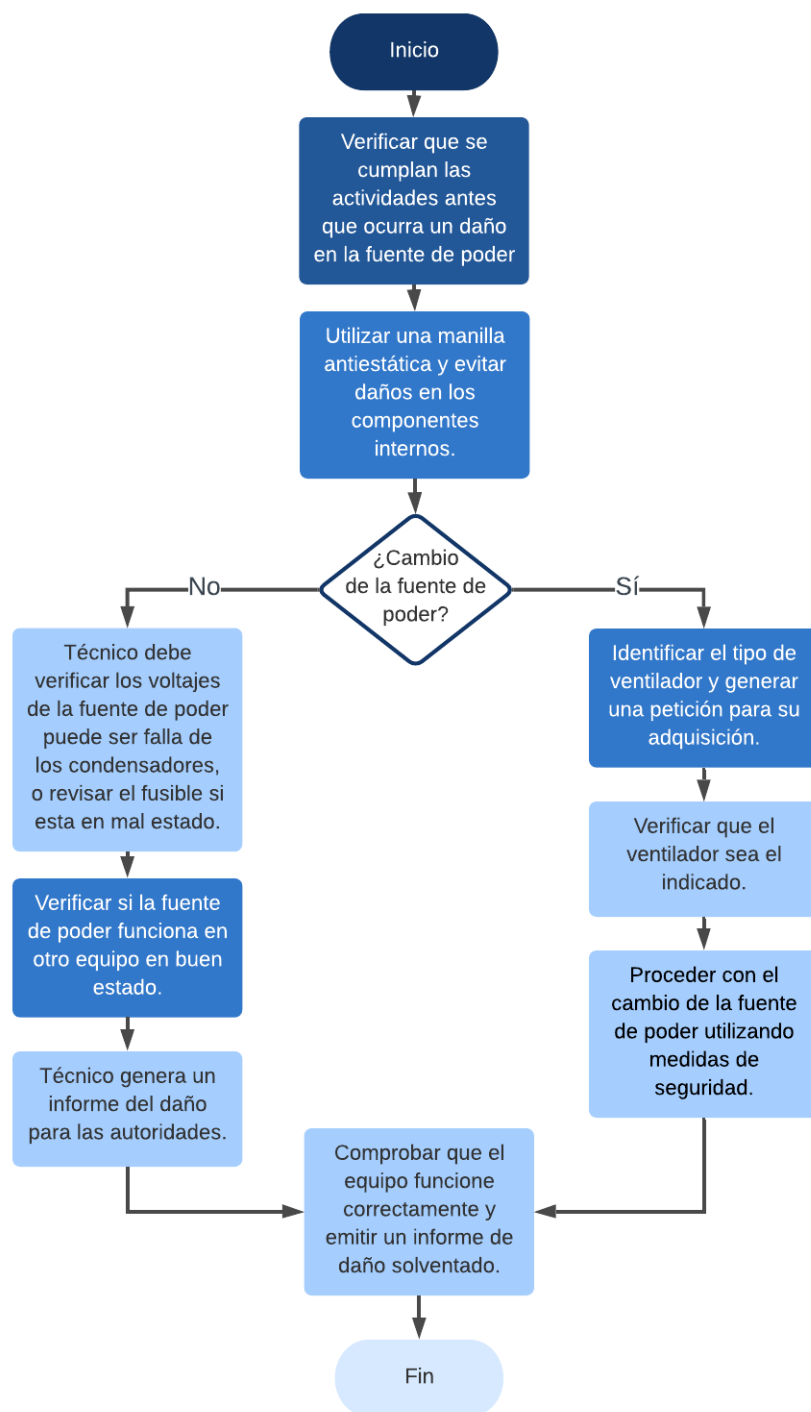 Inicio
Verificar que se
cumplan las
actividades antes
que ocurra un daño
en la fuente de poder
Utilizar una manilla
antiestática y evitar
daños en los
componentes
internos.
¿Cambio
de la fuente de
poder?
No
Sí
Técnico debe
verificar los voltajes
de la fuente de poder
puede ser falla de
los condensadores,
o revisar el fusible si
esta en mal estado.
Verificar si la fuente
de poder funciona en
otro equipo en buen
estado.
Técnico genera un
informe del daño
para las autoridades.
Identificar el tipo de
ventilador y generar
una petición para su
adquisición.
Verificar que el
ventilador sea el
indicado.
Proceder con el
cambio de la fuente
de poder utilizando
medidas de
seguridad.
Comprobar que el
equipo funcione
correctamente y
emitir un informe de
daño solventado.
Fin